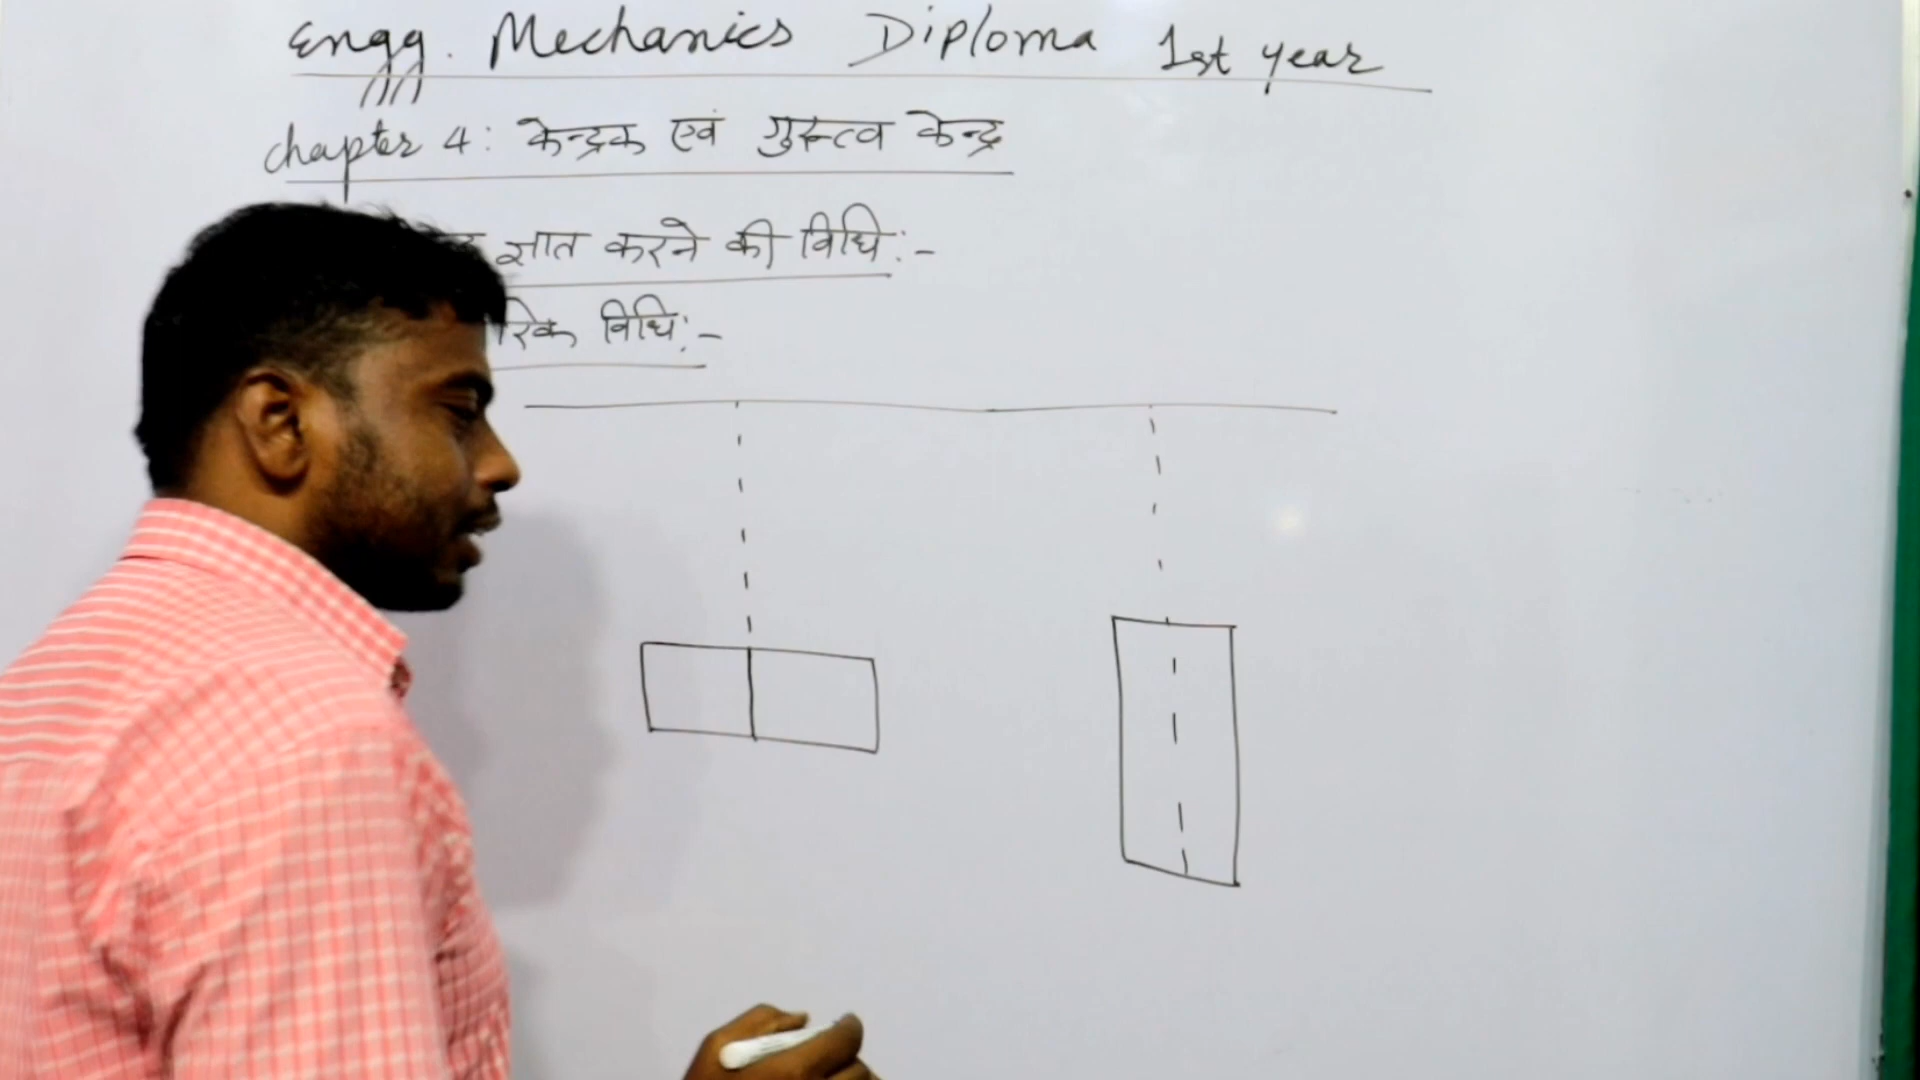 Engg. Mechanics Diploma 1st year
Chapter 4: केन्द्रक एवं गुरूत्व केन्द्र
ज्ञात करने की विधि:-
विधि:-